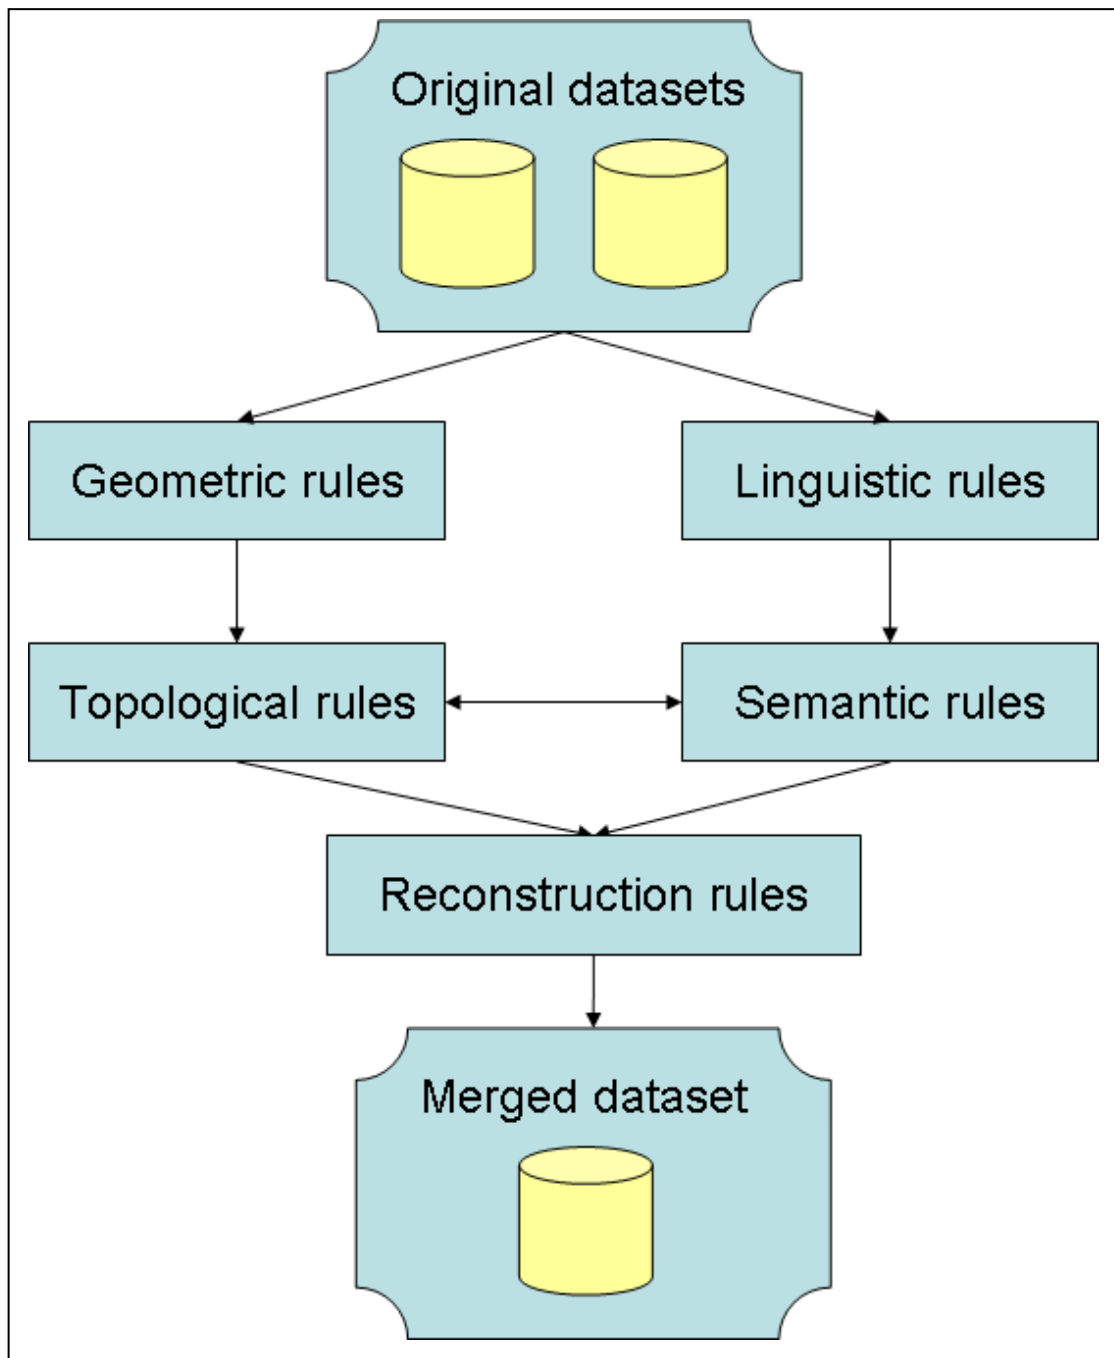 Original datasets
Geometric rules
Linguistic rules
Topological rules
Semantic rules
Reconstruction rules
Merged dataset